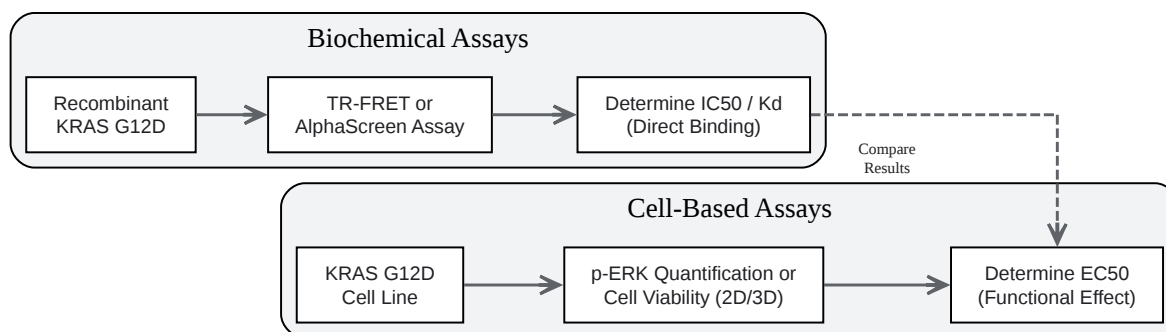 Biochemical Assays
Recombinant
KRAS G12D
TR-FRET or
AlphaScreen Assay
Determine IC50 / Kd
(Direct Binding)
Compare
Results
Cell-Based Assays
KRAS G12D
Cell Line
p-ERK Quantification or
Cell Viability (2D/3D)
Determine EC50
(Functional Effect)